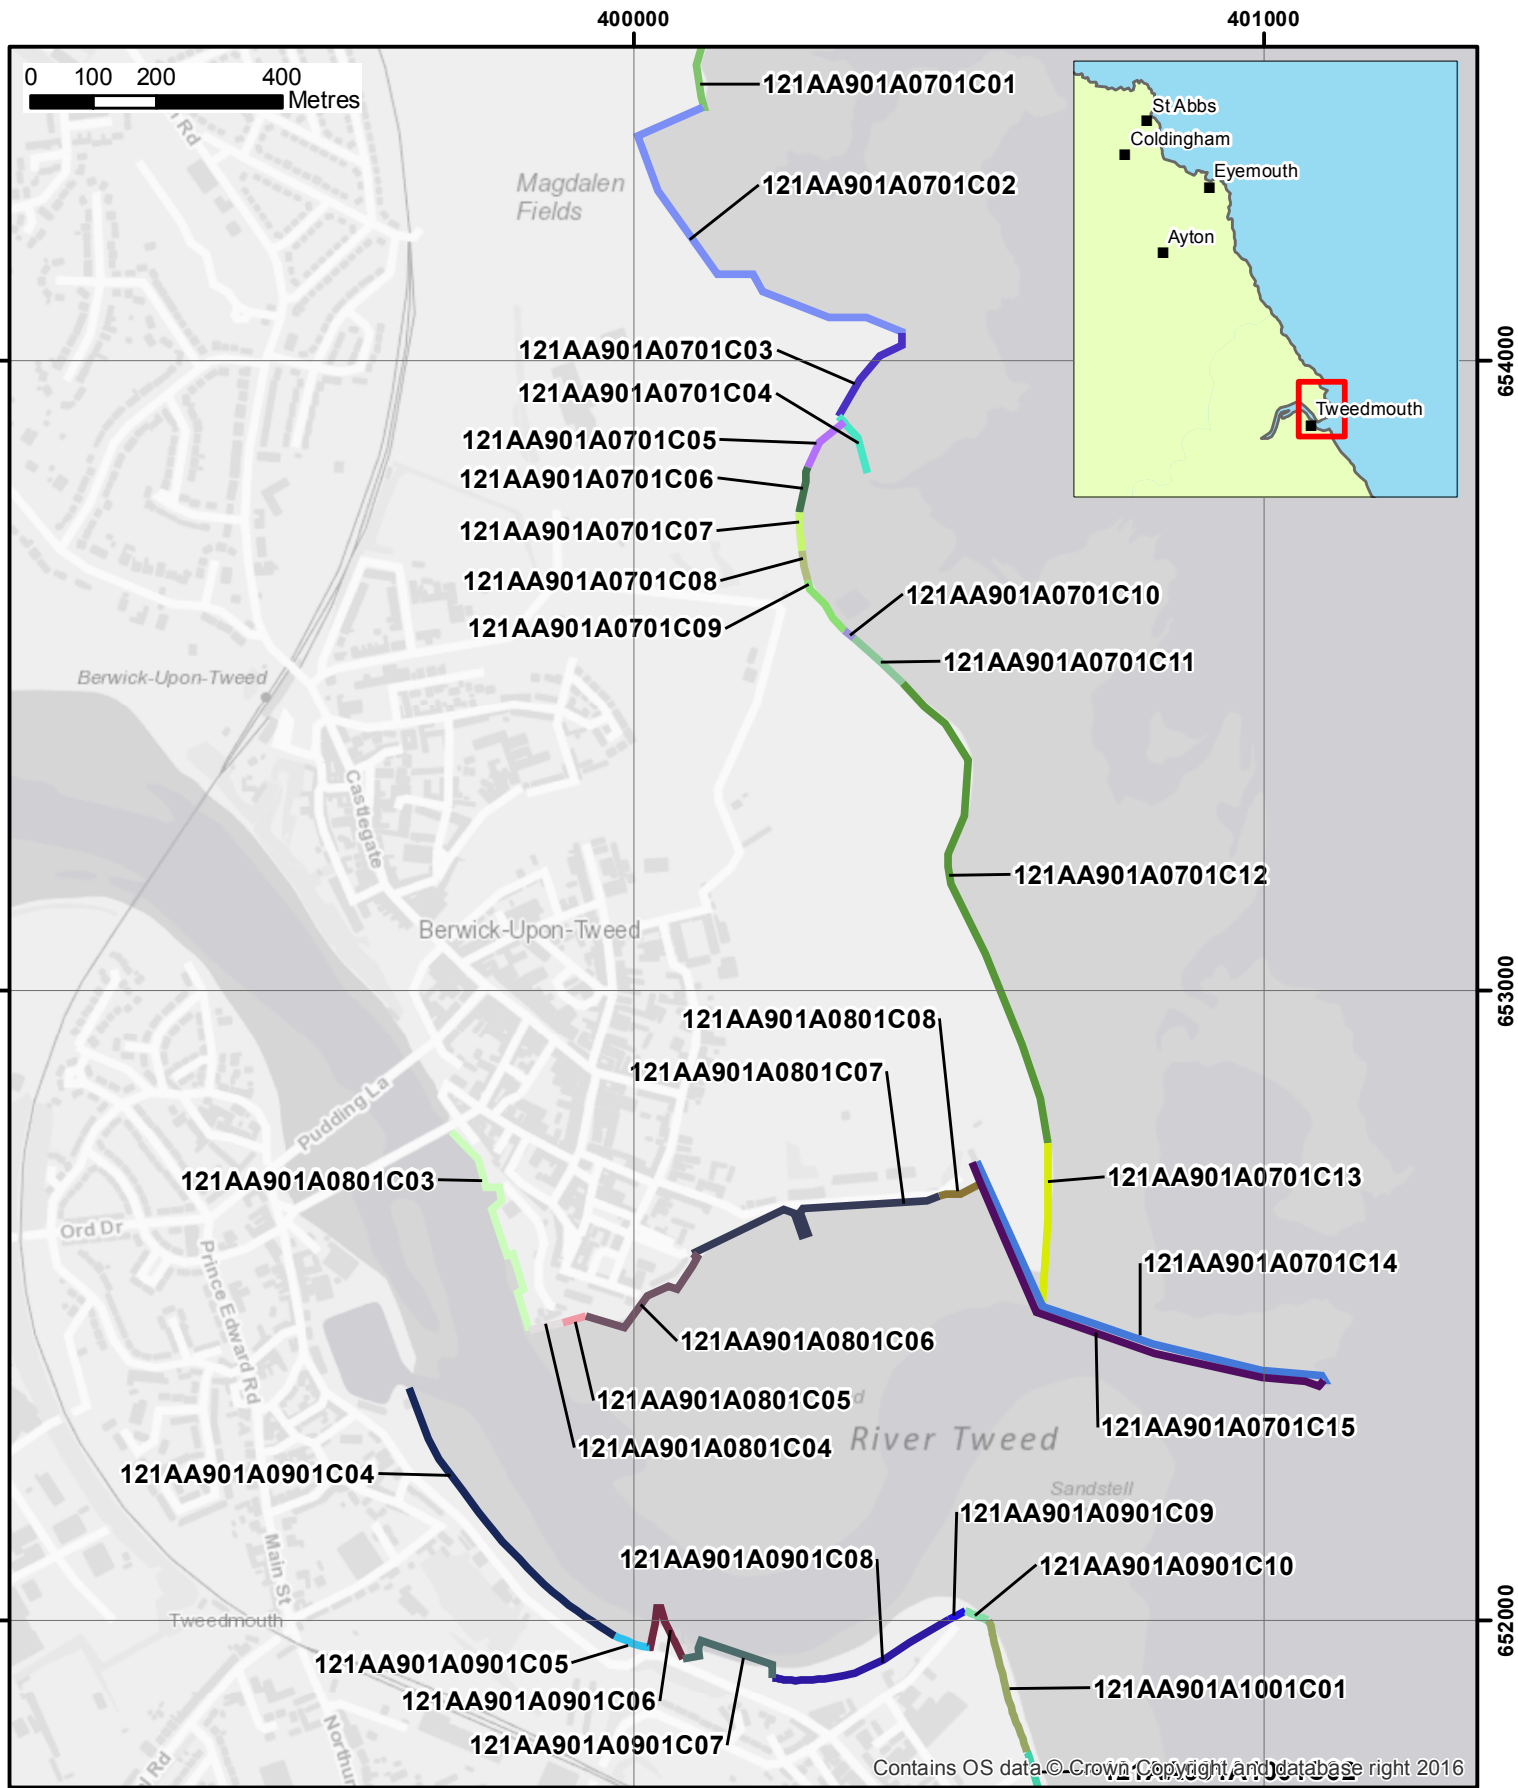 400000
401000
0 100 200 400
Metres
121AA901A0701C01
St Abbs
Coldingham
Eyemouth
Ayton
Tweedmouth
Magdalen
Fields
121AA901A0701C02
121AA901A0701C03
654000
121AA901A0701C04
121AA901A0701C05
121AA901A0701C06
121AA901A0701C07
121AA901A0701C08
121AA901A0701C10
121AA901A0701C09
121AA901A0701C11
Berwick-Upon-Tweed
Castlegate
121AA901A0701C12
Berwick-Upon-Tweed
653000
121AA901A0801C08
121AA901A0801C07
Pudding La
121AA901A0701C13
121AA901A0801C03
Ord Dr
Prince Edward Rd
121AA901A0701C14
121AA901A0801C06
121AA901A0801C05
121AA901A0701C15
River Tweed
121AA901A0801C04
121AA901A0901C04
Sandstell
121AA901A0901C09
121AA901A0901C08
121AA901A0901C10
Main St
Tweedmouth
652000
121AA901A0901C05
121AA901A1001C01
121AA901A0901C06
121AA901A0901C07
Contains OS data © Crown Copyright and database right 2016